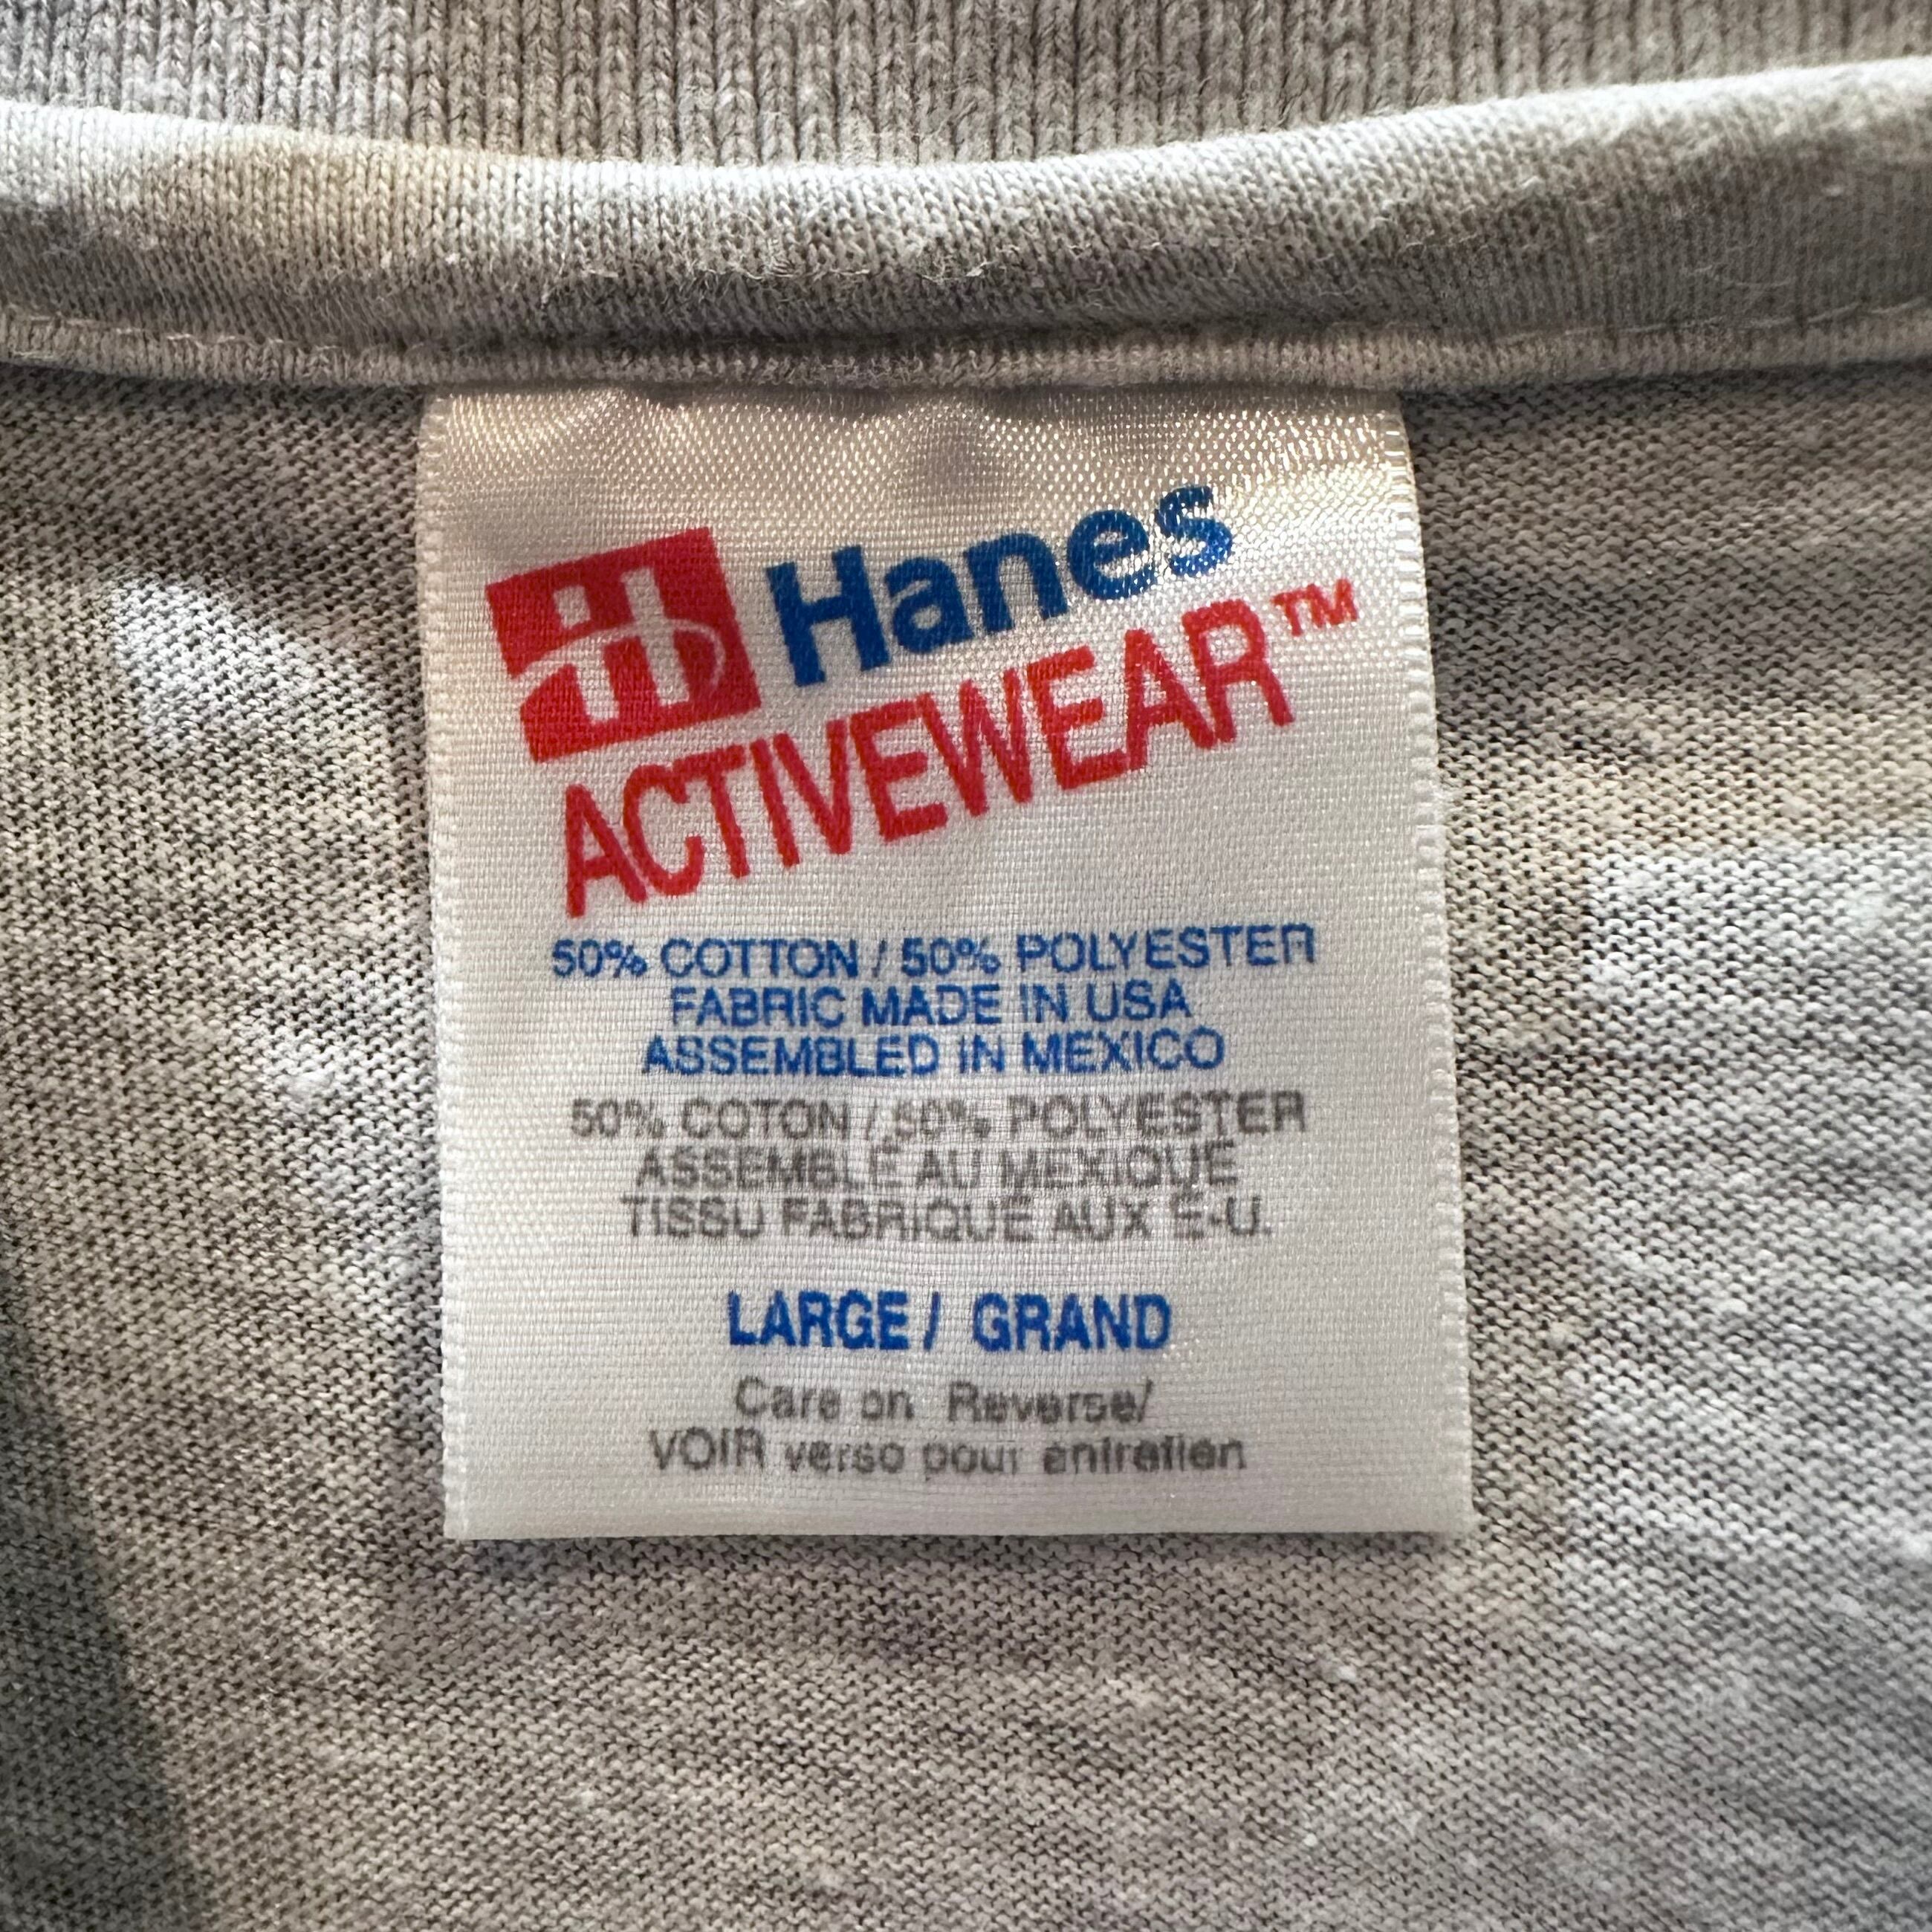 Hanes
ACTIVEWEAR™
50% COTTON / 50% POLYESTER
FABRIC MADE IN USA
ASSEMBLED IN MEXICO
50% COTON / 50% POLYESTER
ASSEMBLÉ AU MEXIQUE
TISSU FABRIQUÉ AUX É-U.
LARGE / GRAND
Care on Reverse/
VOIR verso pour entretien